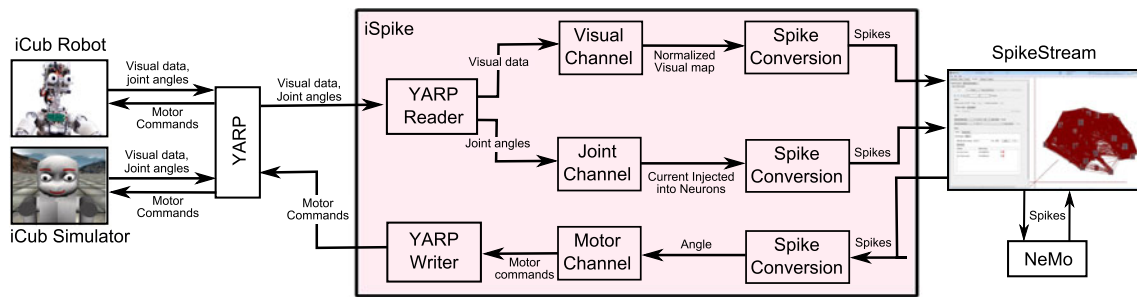 iCub Robot
Visual data,
joint angles
Motor
Commands
Visual data,
Joint angles
Motor
Commands
iCub Simulator
YARP
Visual data,
Joint angles
Motor
Commands
iSpike
YARP
Reader
Visual data
Joint angles
Visual
Channel
Normalized
Visual map
Spike
Conversion
Spikes
Joint
Channel
Current Injected
into Neurons
Spike
Conversion
Spikes
YARP
Writer
Motor
commands
Motor
Channel
Angle
Spike
Conversion
Spikes
SpikeStream
Spikes
NeMo